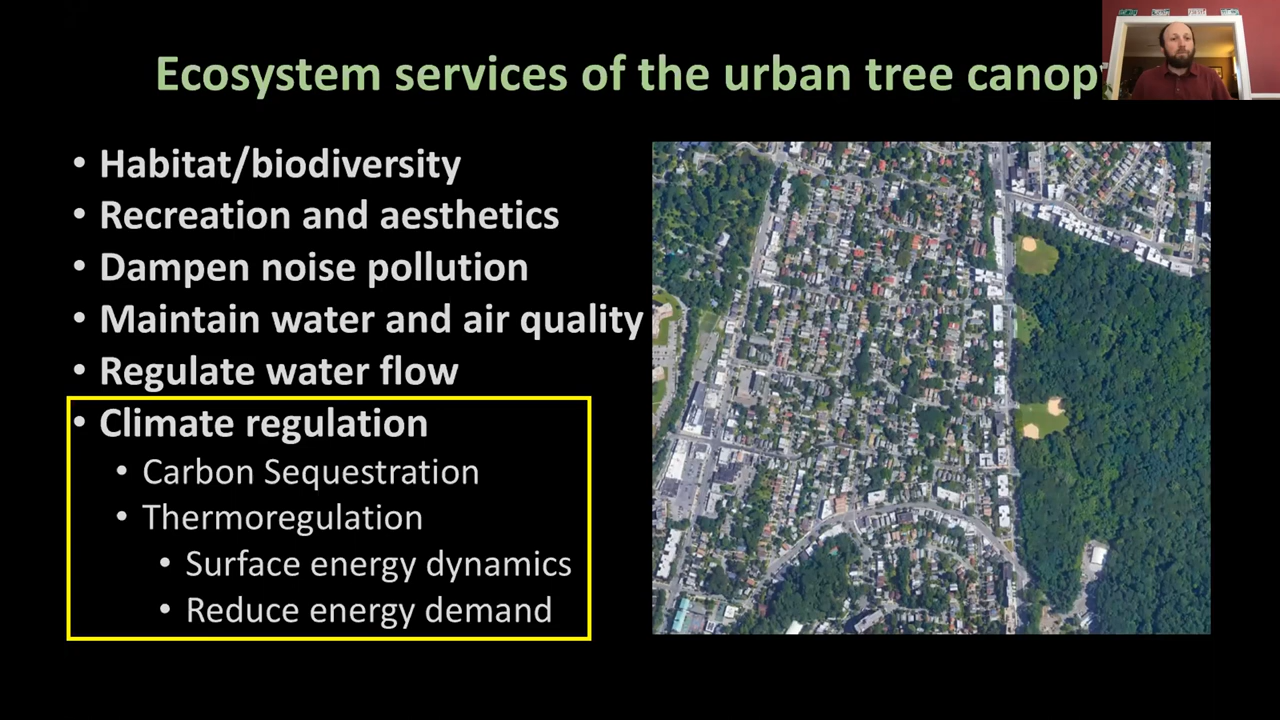 Ecosystem services of the urban tree canop
• Habitat/biodiversity
• Recreation and aesthetics
• Dampen noise pollution
• Maintain water and air quality
• Regulate water flow
• Climate regulation
• Carbon Sequestration
• Thermoregulation
• Surface energy dynamics
• Reduce energy demand